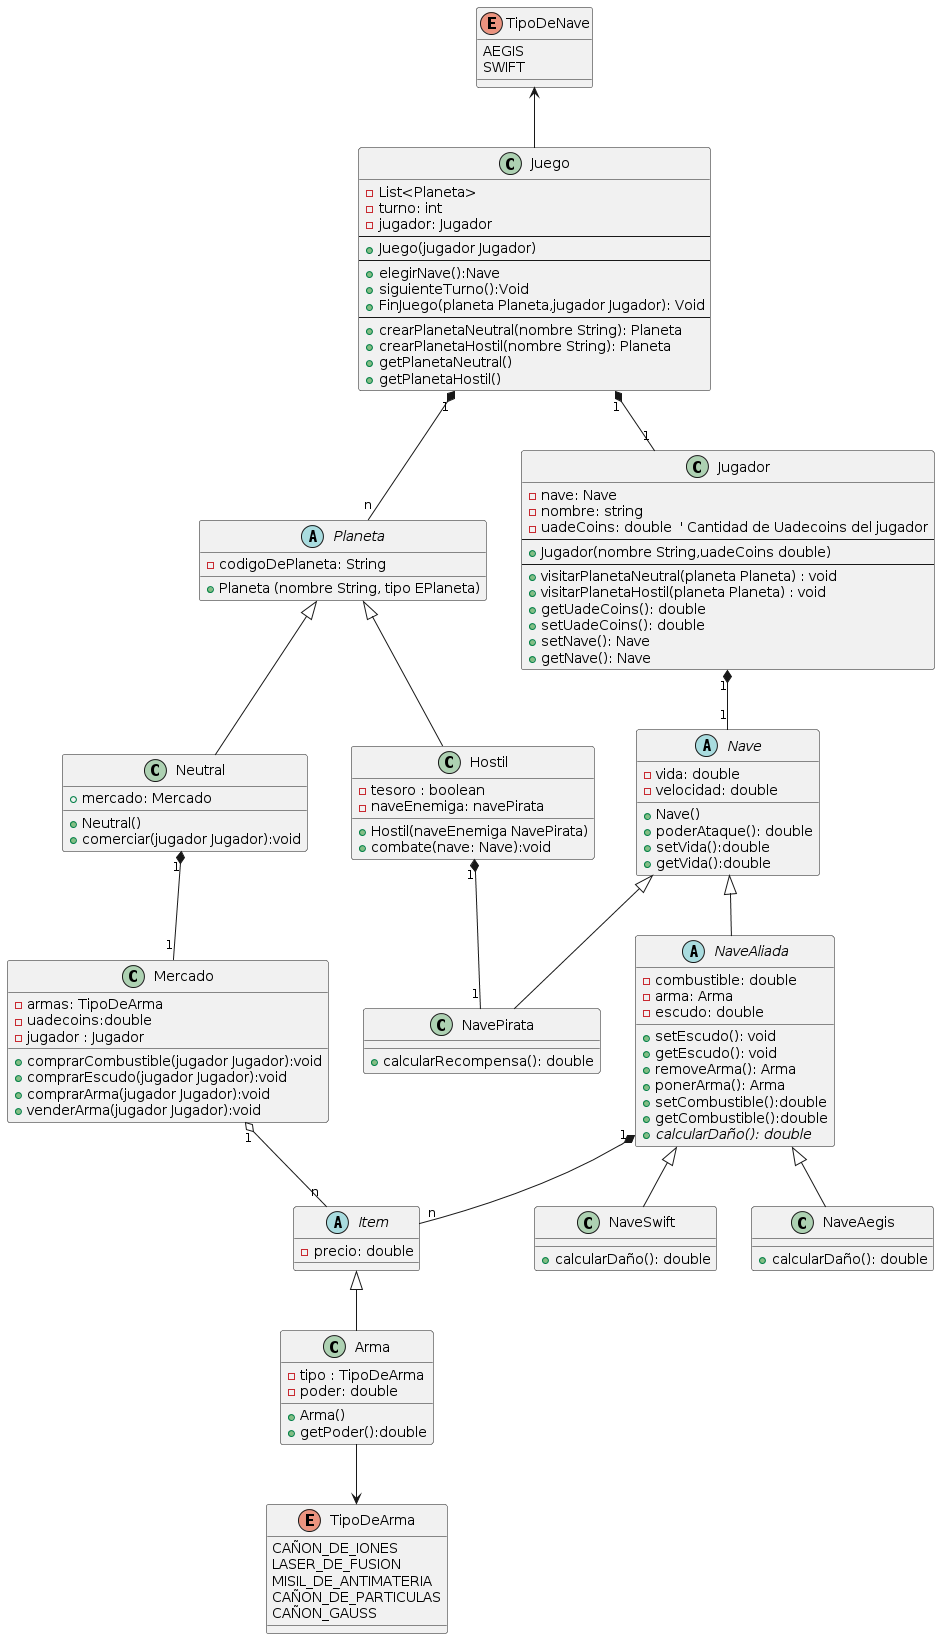 E TipoDeNave
AEGIS
SWIFT
C Juego
List<Planeta>
turno: int
jugador: Jugador
Juego(jugador Jugador)
elegirNave():Nave
siguienteTurno():Void
FinJuego(planeta Planeta,jugador Jugador): Void
crearPlanetaNeutral(nombre String): Planeta
crearPlanetaHostil(nombre String): Planeta
getPlanetaNeutral()
getPlanetaHostil()
1
1
1
n
C Jugador
nave: Nave
nombre: string
uadeCoins: double ' Cantidad de Uadecoins del jugador
Jugador(nombre String,uadeCoins double)
visitarPlanetaNeutral(planeta Planeta) : void
visitarPlanetaHostil(planeta Planeta) : void
getUadeCoins(): double
setUadeCoins(): double
setNave(): Nave
getNave(): Nave
A Planeta
codigoDePlaneta: String
Planeta (nombre String, tipo EPlaneta)
1
1
C Neutral
mercado: Mercado
Neutral()
comerciar(jugador Jugador):void
C Hostil
tesoro : boolean
naveEnemiga: navePirata
Hostil(naveEnemiga NavePirata)
combate(nave: Nave):void
A Nave
vida: double
velocidad: double
Nave()
poderAtaque(): double
setVida():double
getVida():double
1
1
1
1
C Mercado
armas: TipoDeArma
uadecoins:double
jugador : Jugador
comprarCombustible(jugador Jugador):void
comprarEscudo(jugador Jugador):void
comprarArma(jugador Jugador):void
venderArma(jugador Jugador):void
C NavePirata
calcularRecompensa(): double
A NaveAliada
combustible: double
arma: Arma
escudo: double
setEscudo(): void
getEscudo(): void
removeArma(): Arma
ponerArma(): Arma
setCombustible():double
getCombustible():double
calcularDaño(): double
1
1
n
n
A Item
precio: double
C NaveSwift
calcularDaño(): double
C NaveAegis
calcularDaño(): double
C Arma
tipo : TipoDeArma
poder: double
Arma()
getPoder():double
E TipoDeArma
CAÑON_DE_IONES
LASER_DE_FUSION
MISIL_DE_ANTIMATERIA
CAÑON_DE_PARTICULAS
CAÑON_GAUSS